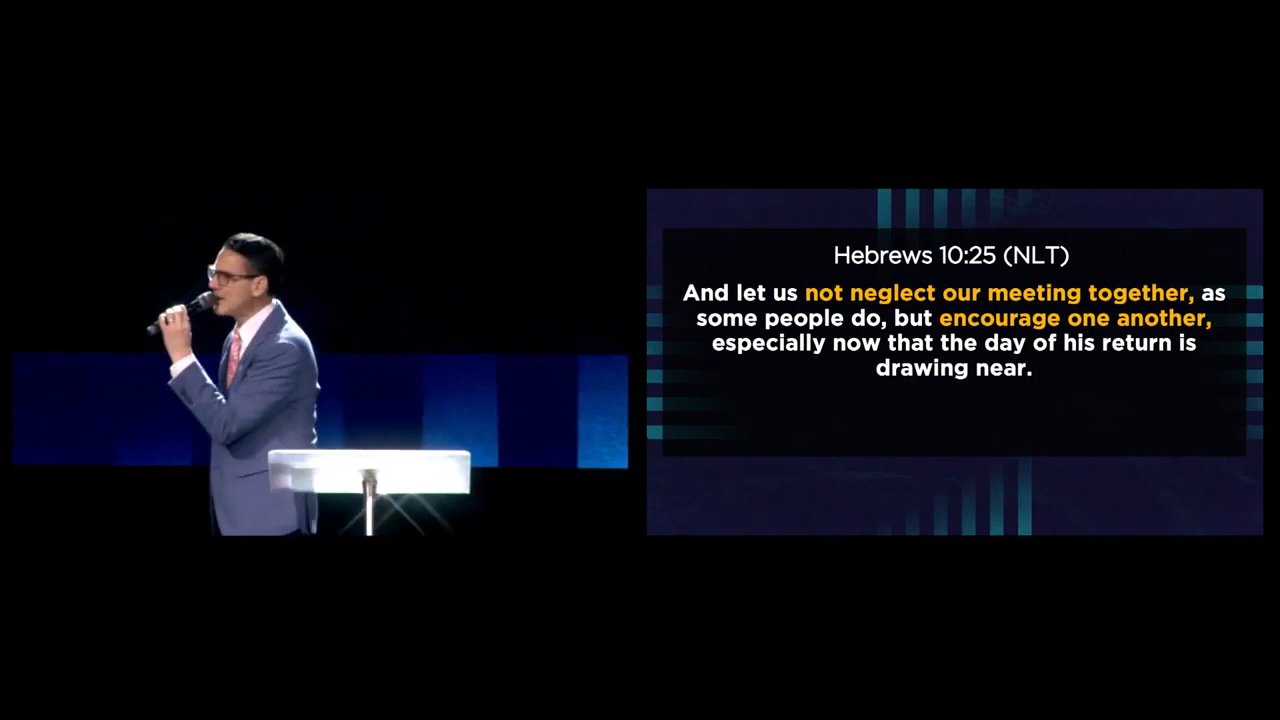 Hebrews 10:25 (NLT)
And let us not neglect our meeting together, as
some people do, but encourage one another,
especially now that the day of his return is
drawing near.